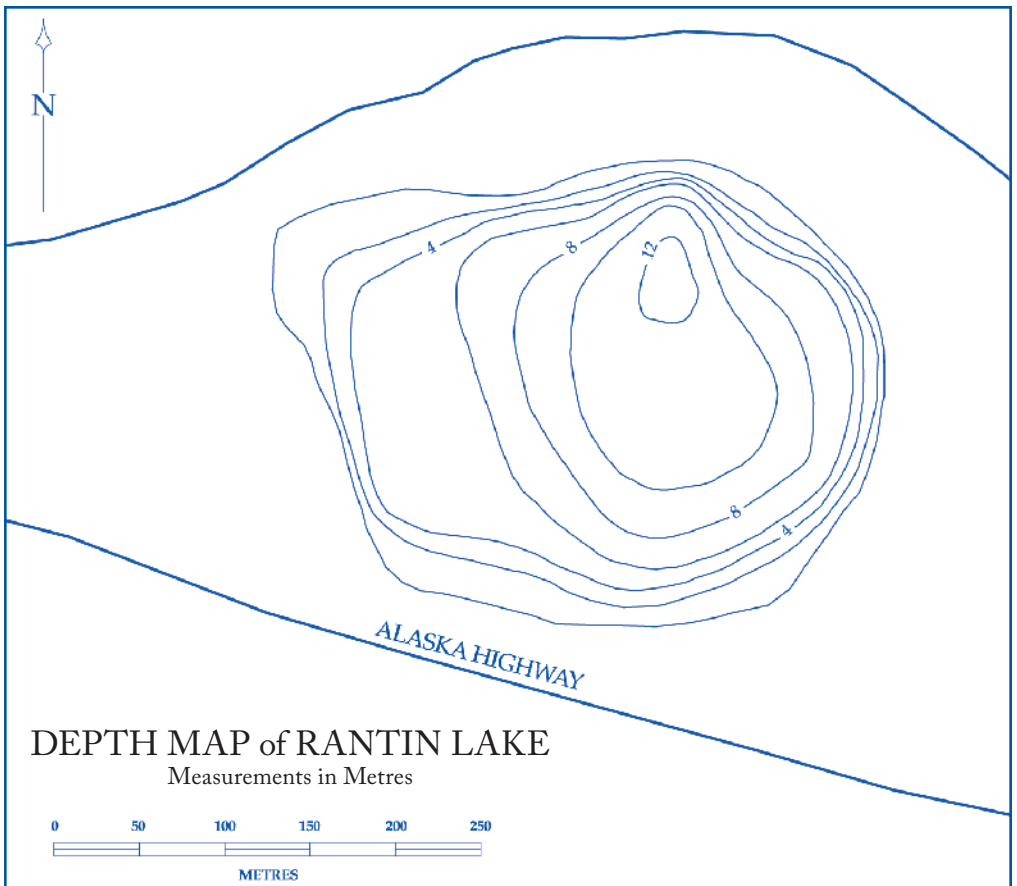 N
4
8
12
8
4
ALASKA HIGHWAY
DEPTH MAP of RANTIN LAKE
Measurements in Metres
0 50 100 150 200 250
METRES